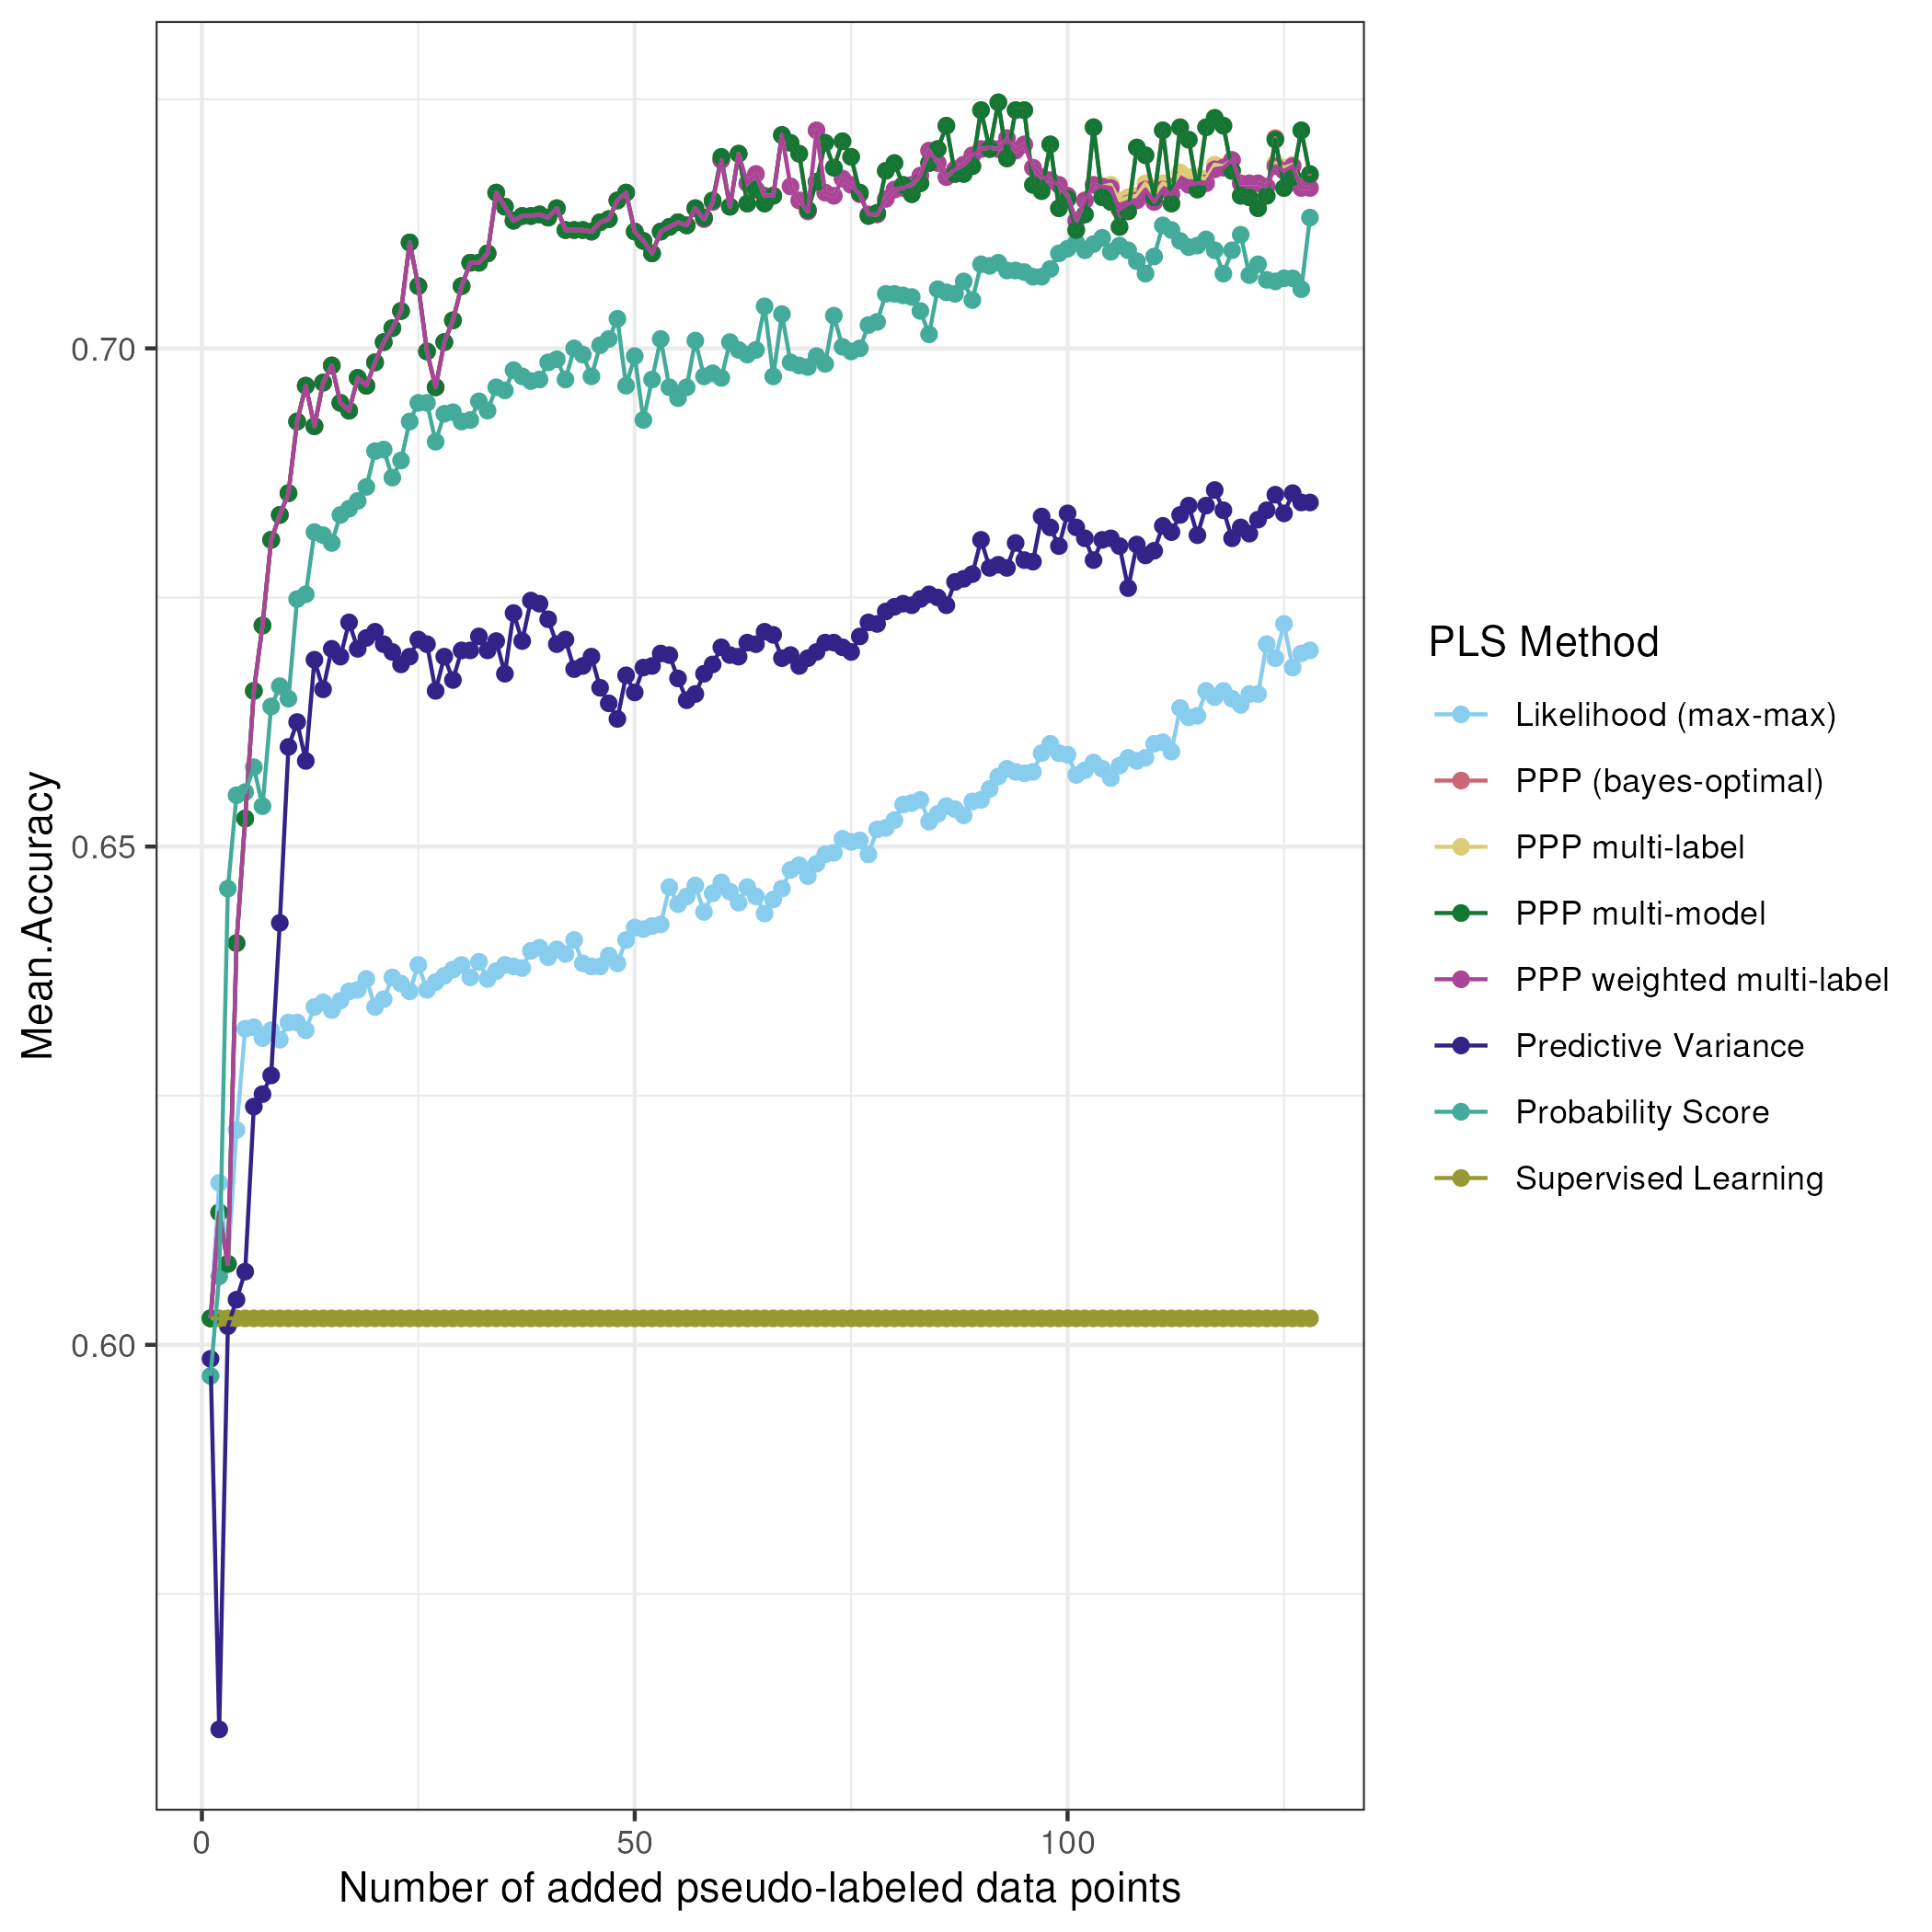 Mean.Accuracy
0.70
0.65
0.60
0
50
100
Number of added pseudo-labeled data points
PLS Method
Likelihood (max-max)
PPP (bayes-optimal)
PPP multi-label
PPP multi-model
PPP weighted multi-label
Predictive Variance
Probability Score
Supervised Learning